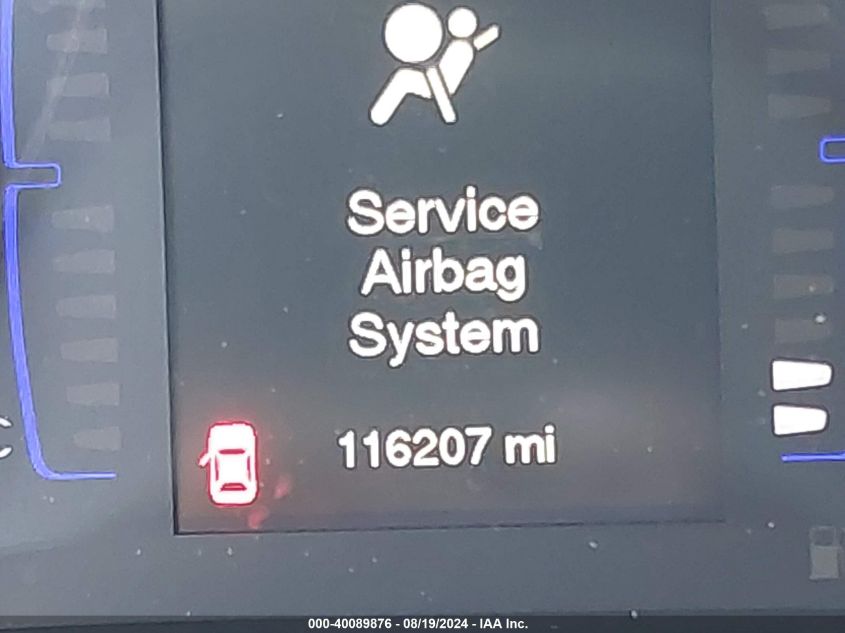 Service
Airbag
System
116207 mi
000-40089876 - 08/19/2024 - IAA Inc.